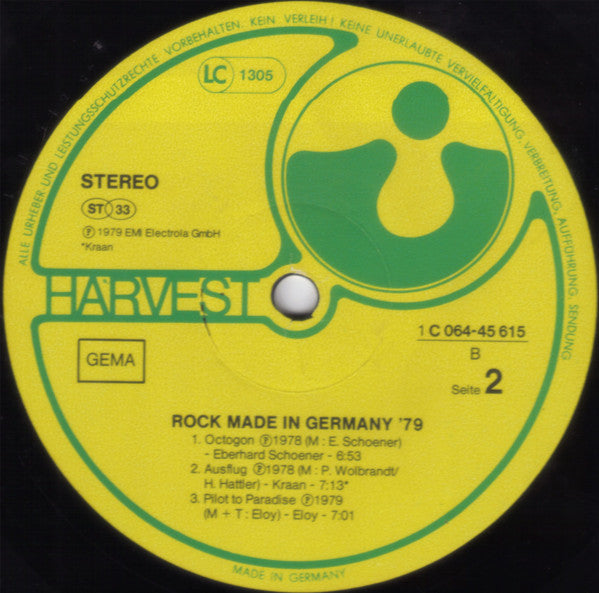 ALLE URHEBER-UND LEISTUNGSSCHUTZRECHTE VORBEHALTEN. KEIN VERLEIH! KEINE UNERLAUBTE VERVIELFÄLTIGUNG, VERBREITUNG, AUFFÜHRUNG, SENDUNG
LC 1305
STEREO
ST 33
Ⓟ 1979 EMI Electrola GmbH
*Kraan
HARVEST
GEMA
1 C 064-45 615
B
Seite 2
ROCK MADE IN GERMANY '79
1. Octogon Ⓟ1978 (M : E. Schoener)
- Eberhard Schoener - 6:53
2. Ausflug Ⓟ1978 (M : P. Wolbrandt/
H. Hattler) - Kraan - 7:13*
3. Pilot to Paradise Ⓟ1979
(M + T : Eloy) - Eloy - 7:01
MADE IN GERMANY